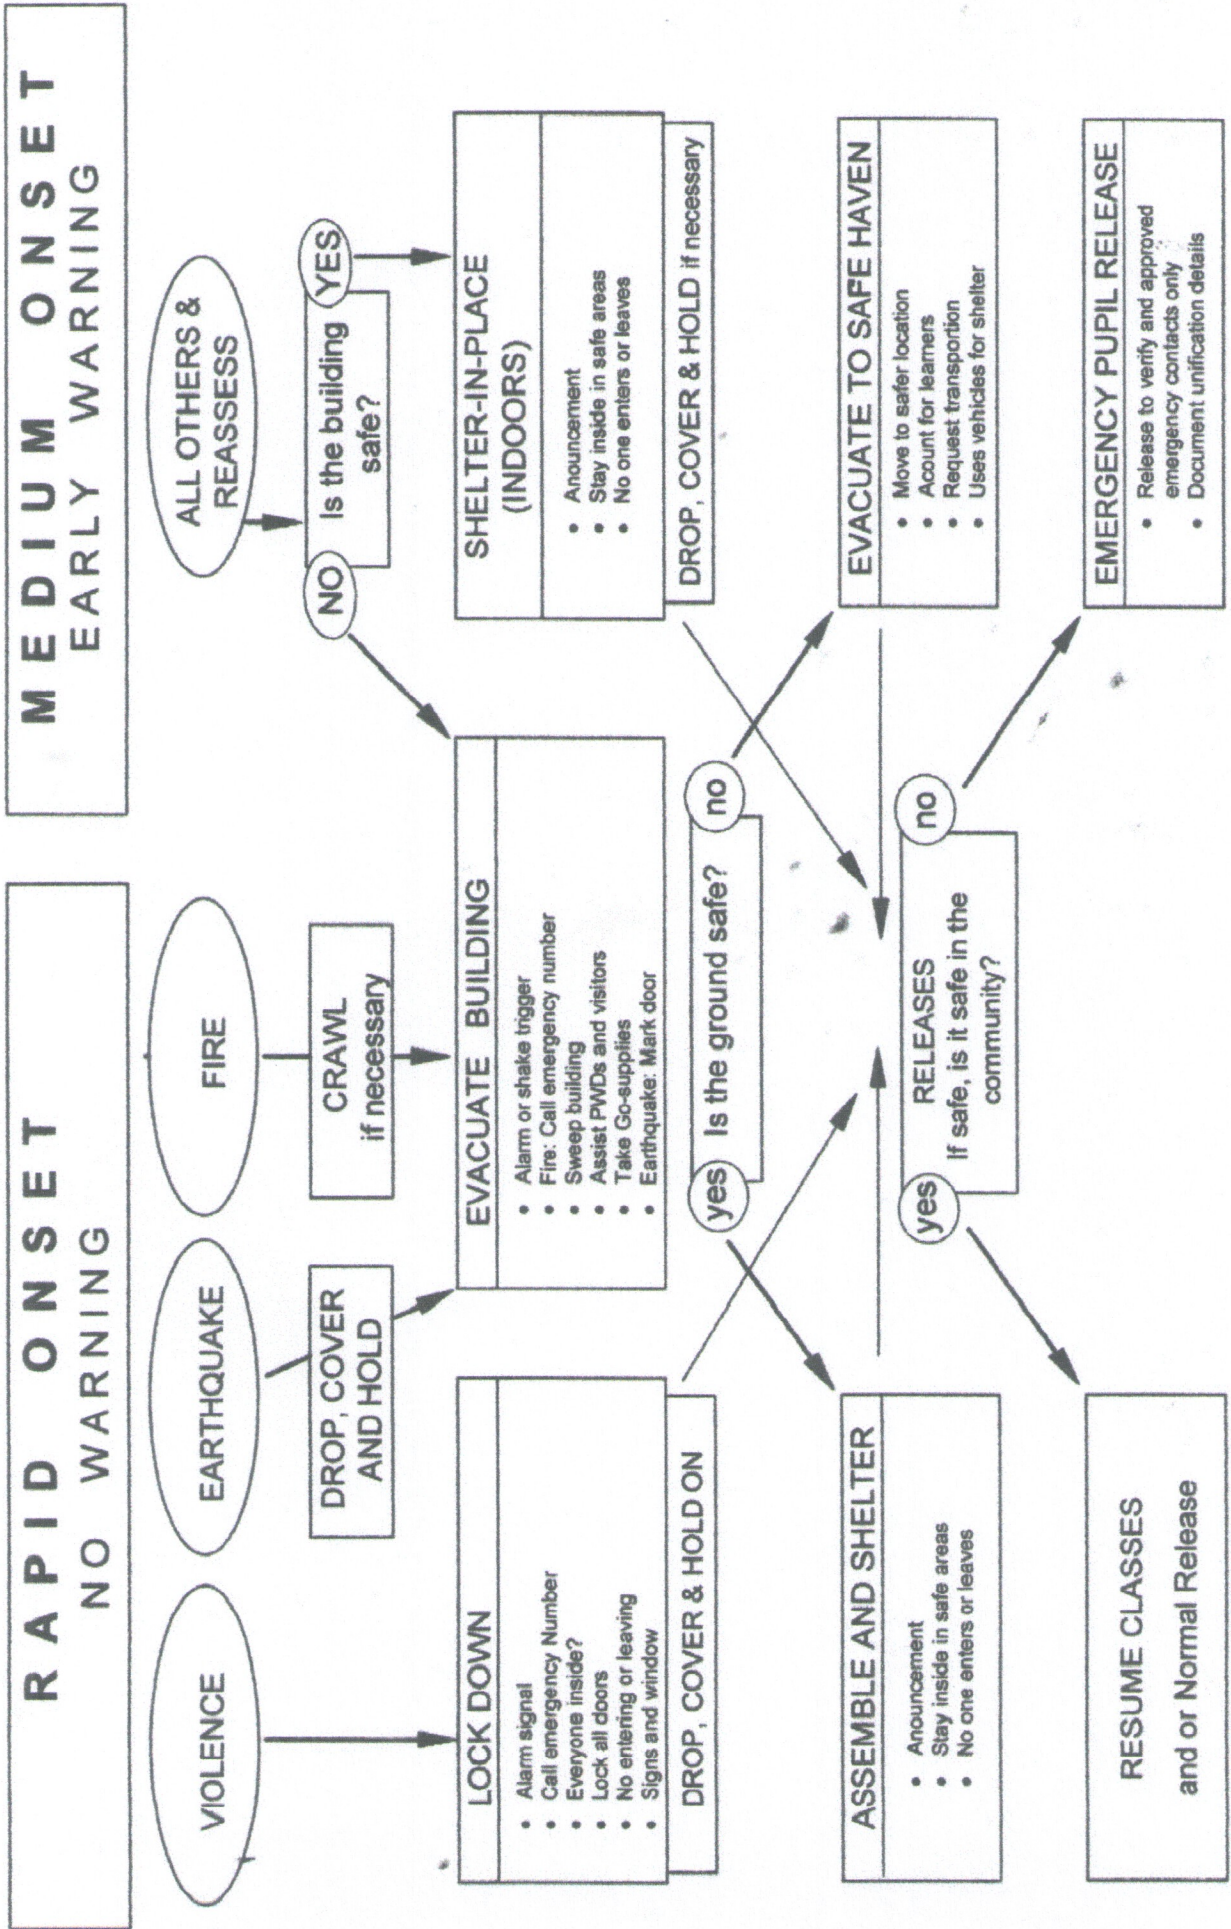 RAPID ONSET
NO WARNING
MEDIUM ONSET
EARLY WARNING
VIOLENCE
EARTHQUAKE
FIRE
ALL OTHERS &
REASSESS
DROP, COVER
AND HOLD
CRAWL
if necessary
NO
Is the building
safe?
YES
LOCK DOWN
• Alarm signal
• Call emergency Number
• Everyone inside?
• Lock all doors
• No entering or leaving
• Signs and window
DROP, COVER & HOLD ON
EVACUATE BUILDING
• Alarm or shake trigger
• Fire: Call emergency number
• Sweep building
• Assist PWDs and visitors
• Take Go-supplies
• Earthquake: Mark door
SHELTER-IN-PLACE
(INDOORS)
• Anouncement
• Stay inside in safe areas
• No one enters or leaves
DROP, COVER & HOLD if necessary
yes
Is the ground safe?
no
ASSEMBLE AND SHELTER
• Anouncement
• Stay inside in safe areas
• No one enters or leaves
EVACUATE TO SAFE HAVEN
• Move to safer location
• Acount for learners
• Request transportion
• Uses vehicles for shelter
yes
RELEASES
If safe, is it safe in the
community?
no
RESUME CLASSES
and or Normal Release
EMERGENCY PUPIL RELEASE
• Release to verify and approved
emergency contacts only
• Document unification details